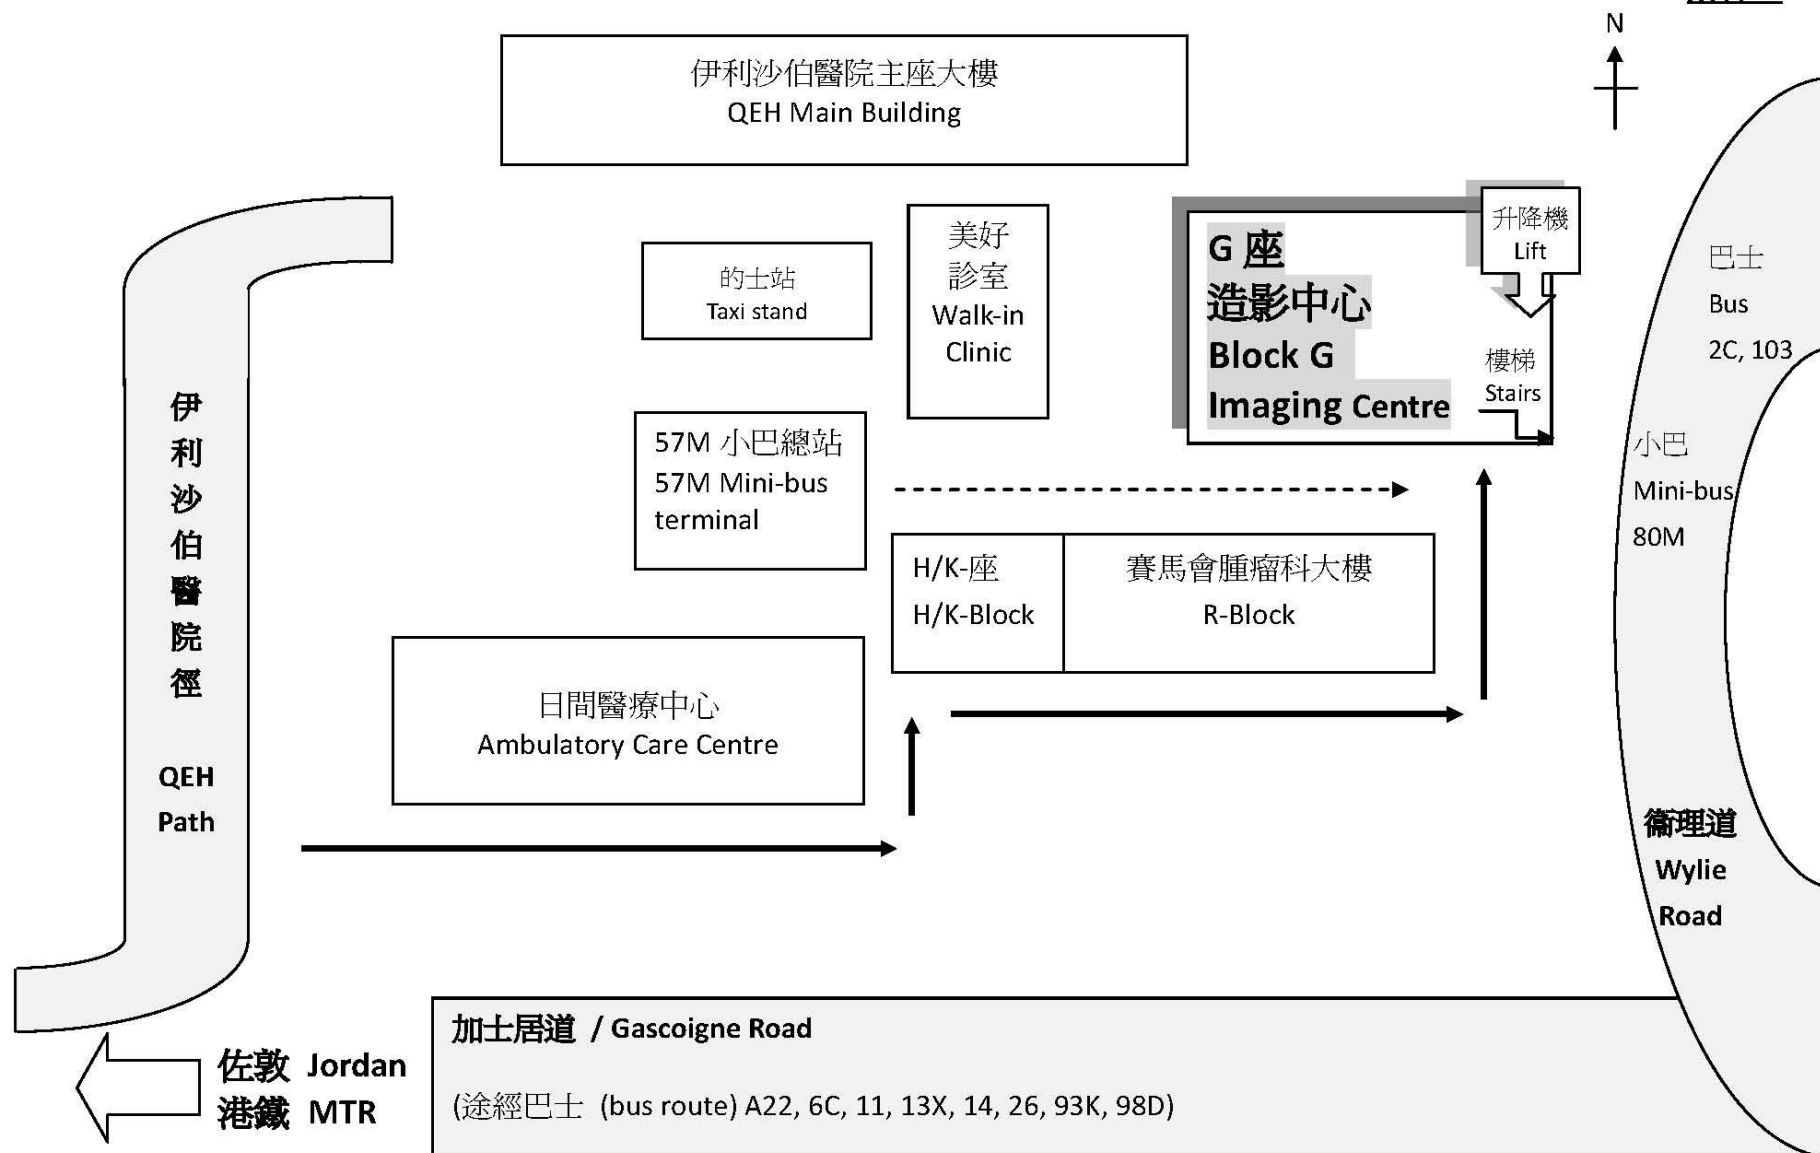 N
伊利沙伯醫院主座大樓
QEH Main Building
的士站
Taxi stand
美好
診室
Walk-in
Clinic
G 座
造影中心
Block G
Imaging Centre
升降機
Lift
樓梯
Stairs
巴士
Bus
2C, 103
小巴
Mini-bus
80M
57M 小巴總站
57M Mini-bus
terminal
H/K-座
H/K-Block
賽馬會腫瘤科大樓
R-Block
伊
利
沙
伯
醫
院
徑
QEH
Path
日間醫療中心
Ambulatory Care Centre
衞理道
Wylie
Road
加士居道 / Gascoigne Road
(途經巴士 (bus route) A22, 6C, 11, 13X, 14, 26, 93K, 98D)
佐敦 Jordan
港鐵 MTR